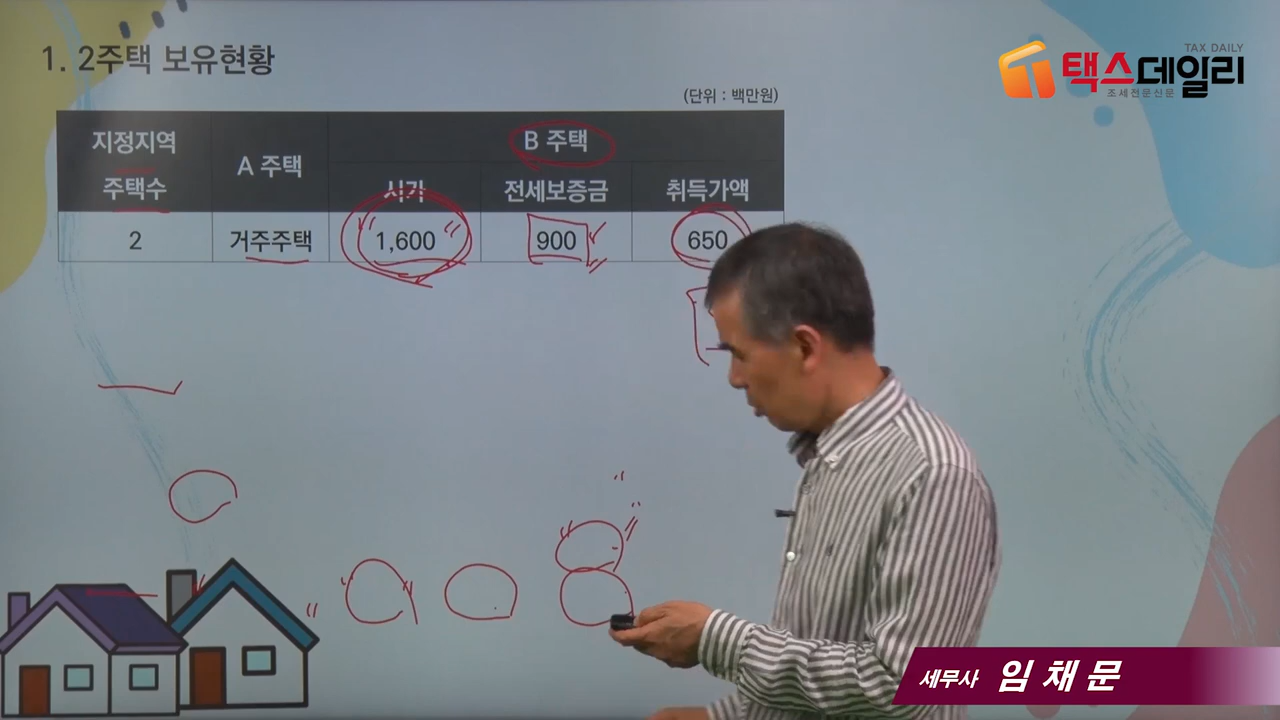 1. 2주택 보유현황
TAX DAILY
택스데일리
조세전문신문
(단위 : 백만원)
지정지역
주택수
A 주택
B 주택
시가
전세보증금
취득가액
2
거주주택
1,600
900
650
세무사 임채문